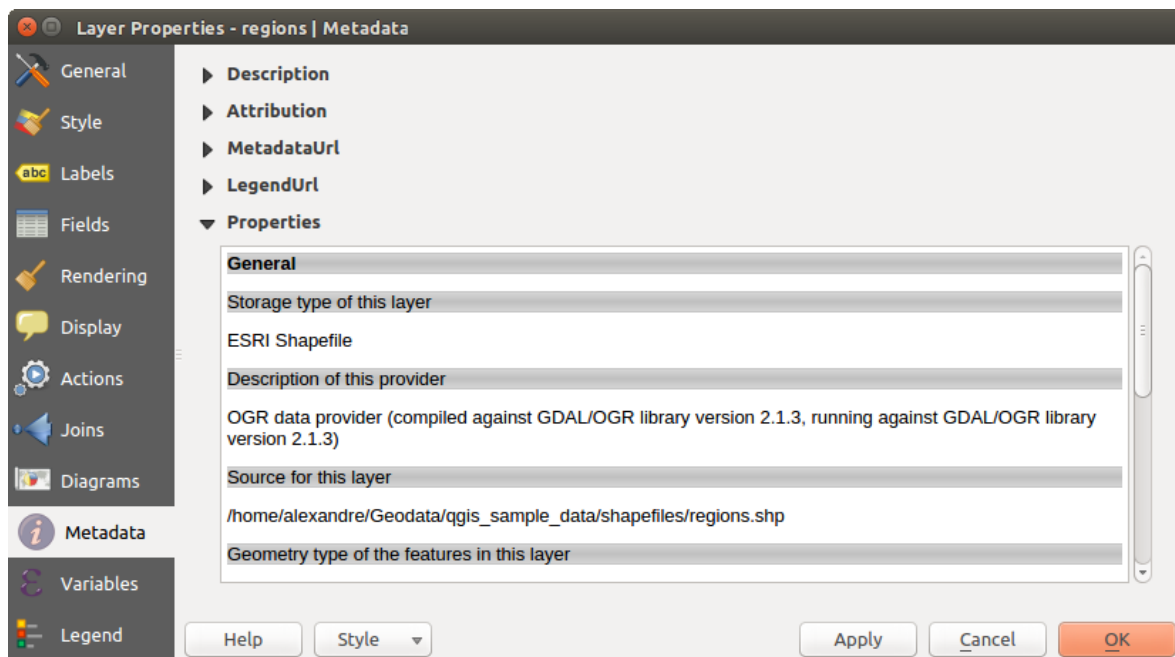 Layer Properties - regions | Metadata
General
Style
abc Labels
Fields
Rendering
Display
Actions
Joins
Diagrams
Metadata
Variables
Legend
Description
Attribution
MetadataUrl
LegendUrl
Properties
General
Storage type of this layer
ESRI Shapefile
Description of this provider
OGR data provider (compiled against GDAL/OGR library version 2.1.3, running against GDAL/OGR library
version 2.1.3)
Source for this layer
/home/alexandre/Geodata/qgis_sample_data/shapefiles/regions.shp
Geometry type of the features in this layer
Help
Style
Apply
Cancel
OK